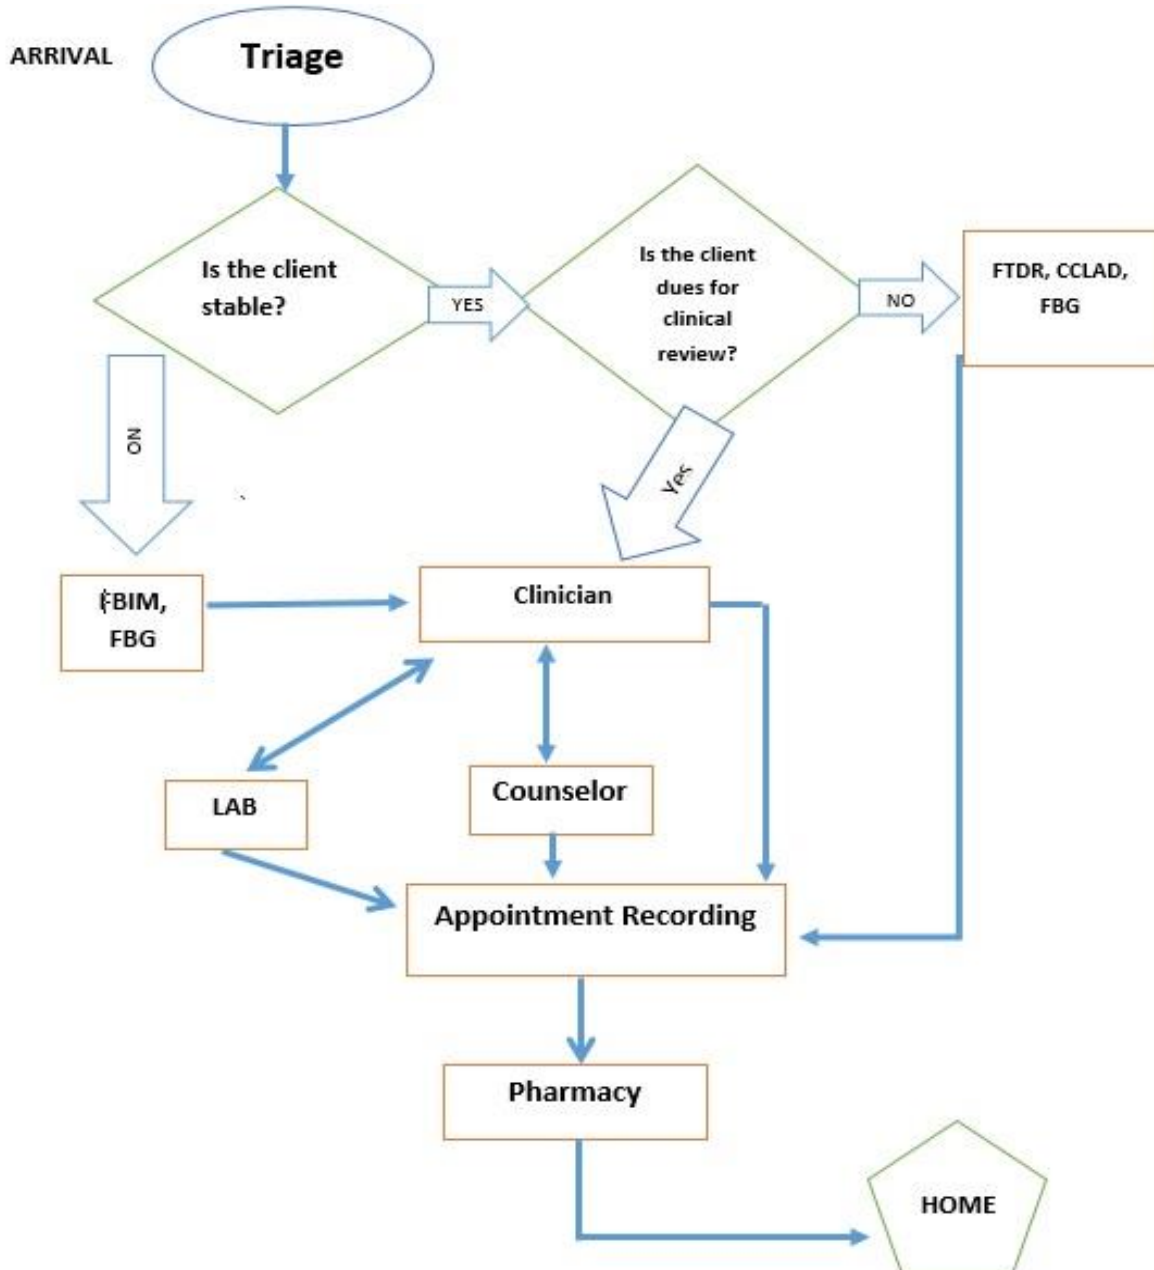 ARRIVAL
Triage
Is the client
stable?
YES
Is the client
dues for
clinical
review?
NO
FTDR, CCLAD,
FBG
NO
Yes
FBIM,
FBG
Clinician
LAB
Counselor
Appointment Recording
Pharmacy
HOME